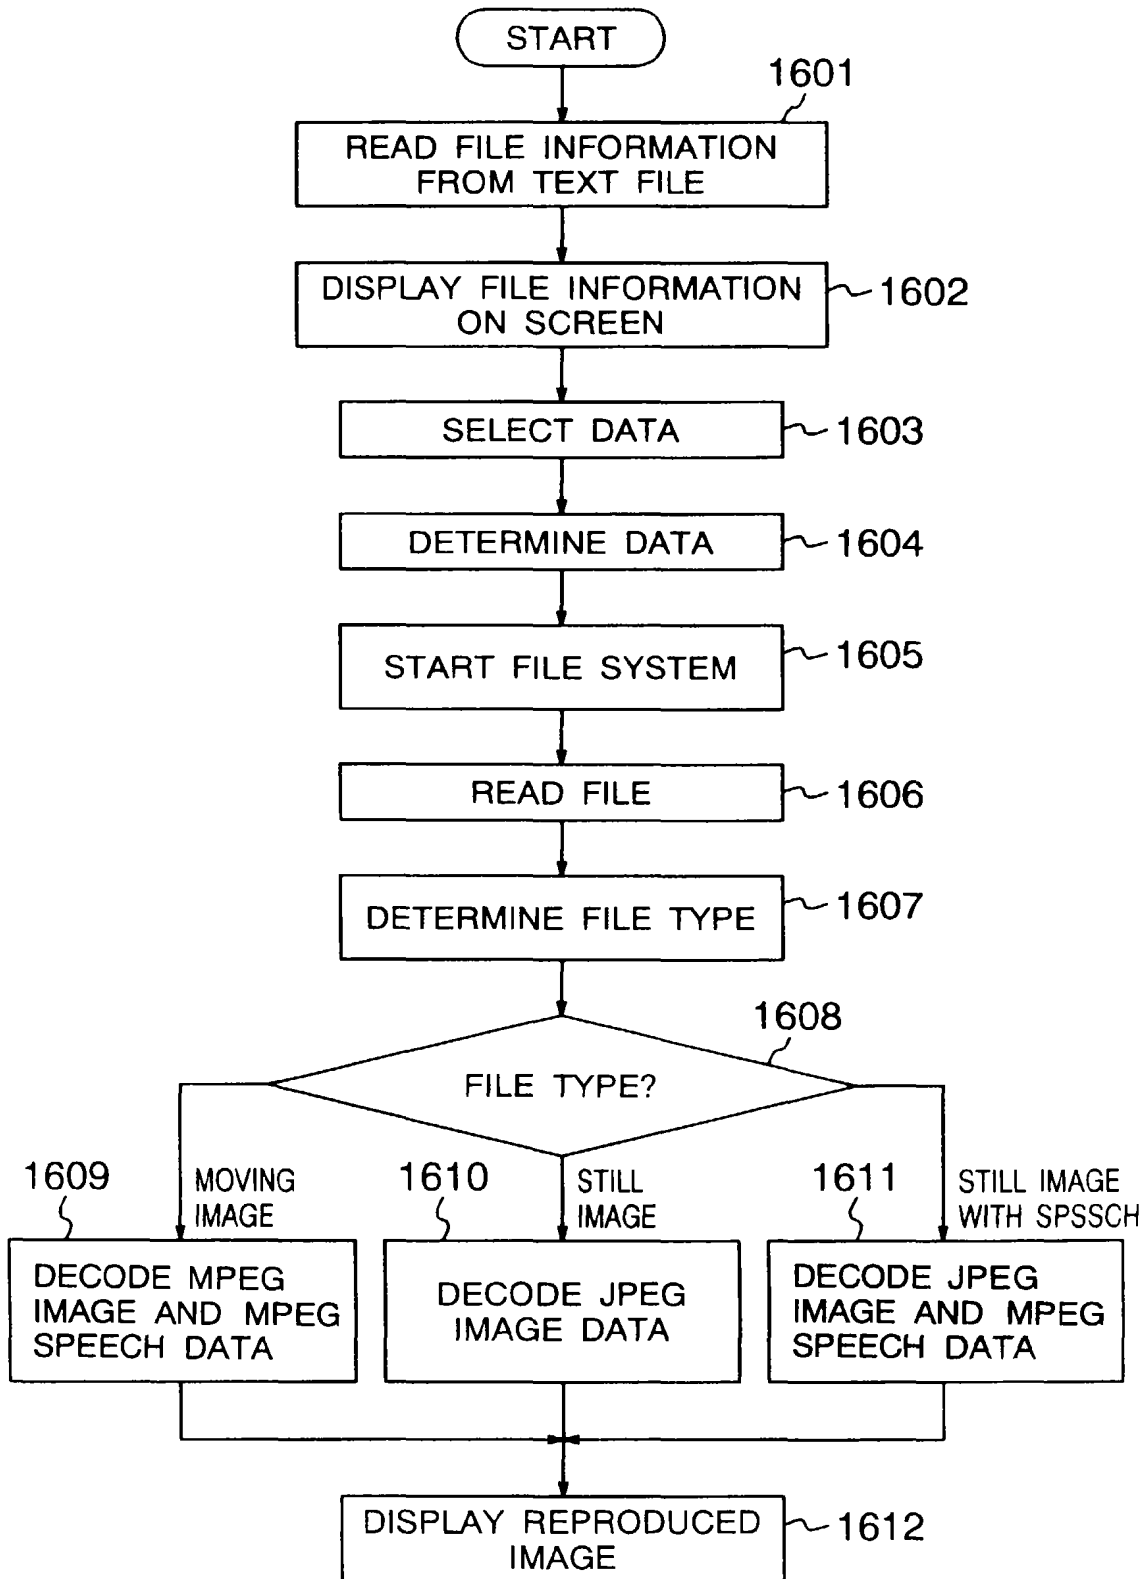 START
1601
READ FILE INFORMATION
FROM TEXT FILE
DISPLAY FILE INFORMATION
ON SCREEN
1602
SELECT DATA
1603
DETERMINE DATA
1604
START FILE SYSTEM
1605
READ FILE
1606
DETERMINE FILE TYPE
1607
1608
FILE TYPE?
1609
MOVING
IMAGE
1610
STILL
IMAGE
1611
STILL IMAGE
WITH SPSSCH
DECODE MPEG
IMAGE AND MPEG
SPEECH DATA
DECODE JPEG
IMAGE DATA
DECODE JPEG
IMAGE AND MPEG
SPEECH DATA
DISPLAY REPRODUCED
IMAGE
1612